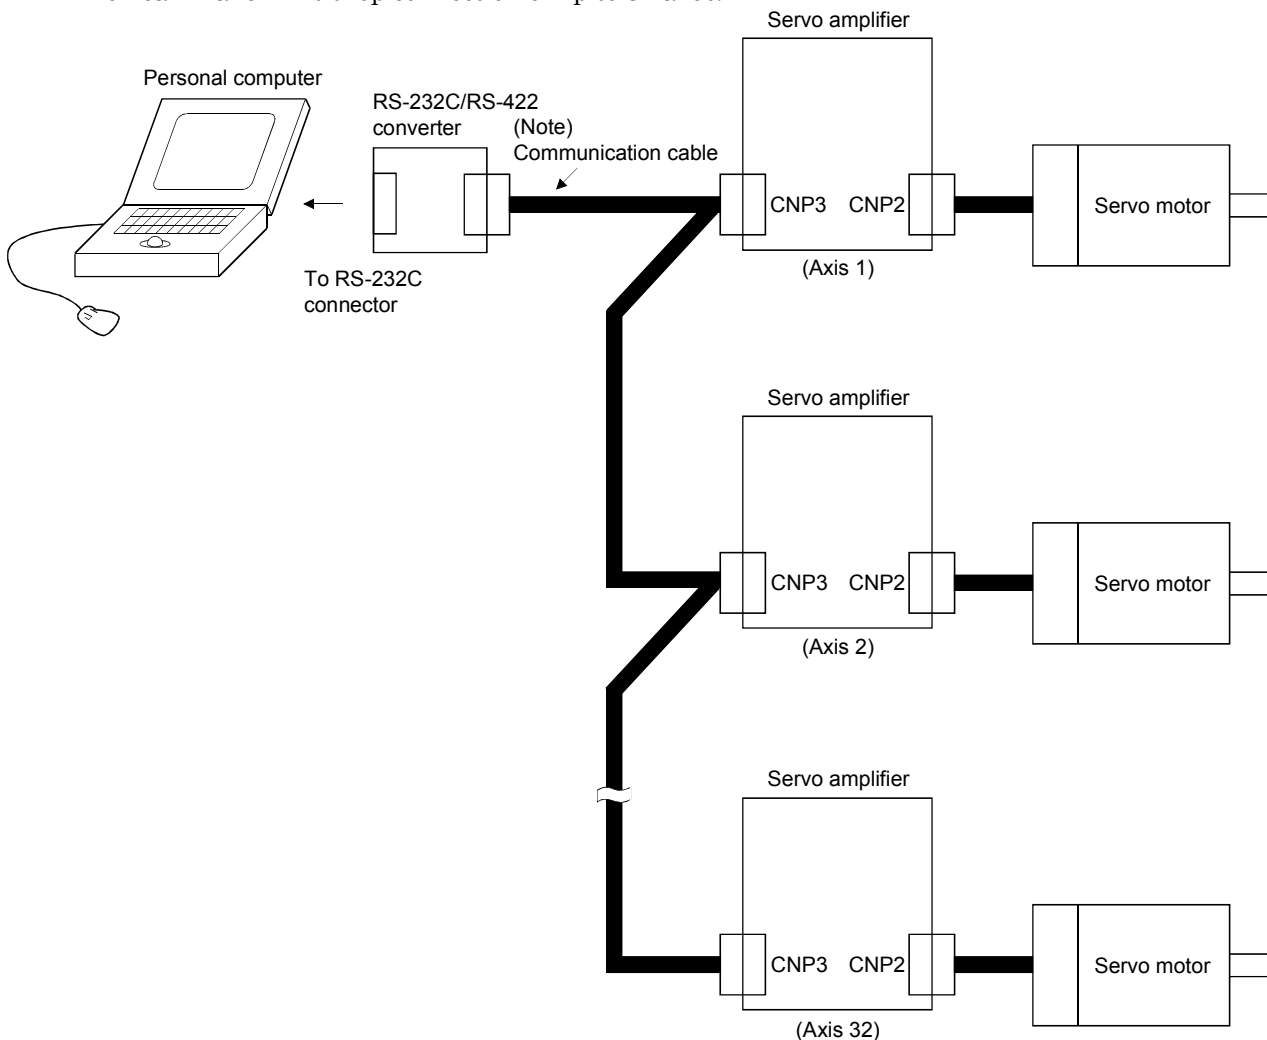 Servo amplifier
Personal computer
RS-232C/RS-422
converter
(Note)
Communication cable
CNP3 CNP2
Servo motor
(Axis 1)
To RS-232C
connector
Servo amplifier
CNP3 CNP2
Servo motor
(Axis 2)
Servo amplifier
CNP3 CNP2
Servo motor
(Axis 32)